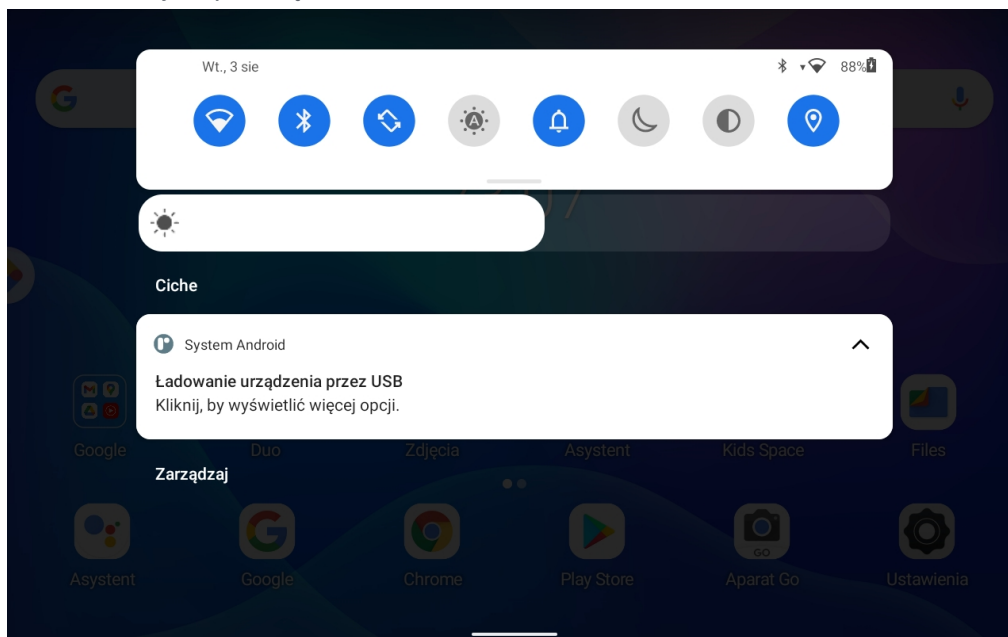 Wt., 3 sie
88%
Ciche
System Android
Ładowanie urządzenia przez USB
Kliknij, by wyświetlić więcej opcji.
Google
Duo
Zdjęcia
Asystent
Kids Space
Files
Zarządzaj
GO
Asystent
Google
Chrome
Play Store
Aparat Go
Ustawienia